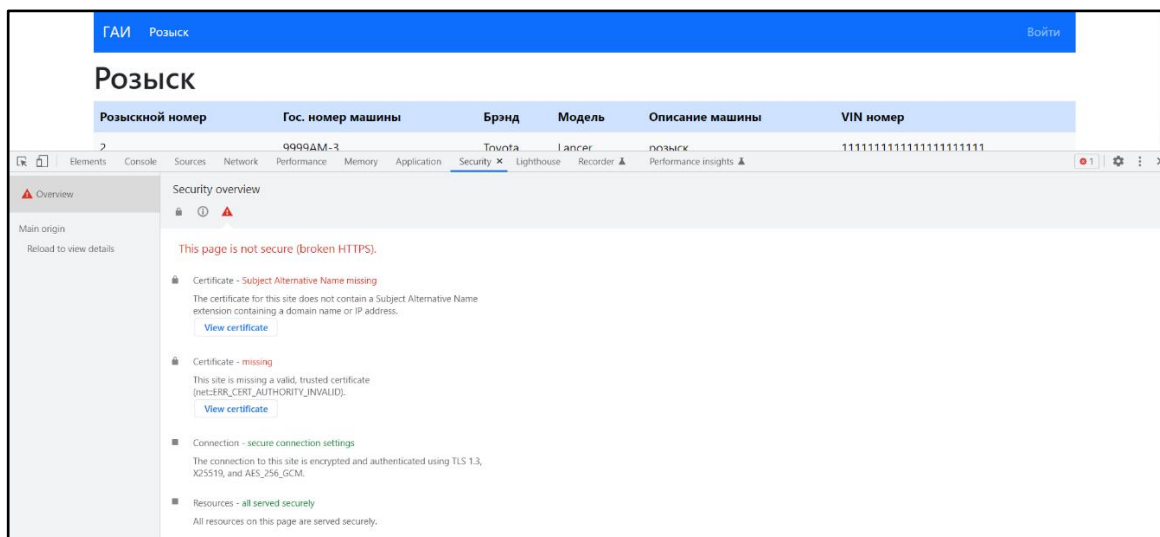 ГАИ Розыск Войти
Розыск
Розыскной номер Гос. номер машины Брэнд Модель Описание машины VIN номер
2 9999АМ-3 Toyota Lancer розыск
Elements Console Sources Network Performance Memory Application Security × Lighthouse Recorder Performance insights 1
Overview
Security overview
Main origin
Reload to view details
This page is not secure (broken HTTPS).
Certificate - Subject Alternative Name missing
The certificate for this site does not contain a Subject Alternative Name
extension containing a domain name or IP address.
View certificate
Certificate - missing
This site is missing a valid, trusted certificate
(net::ERR_CERT_AUTHORITY_INVALID).
View certificate
Connection - secure connection settings
The connection to this site is encrypted and authenticated using TLS 1.3,
X25519, and AES_256_GCM.
Resources - all served securely
All resources on this page are served securely.